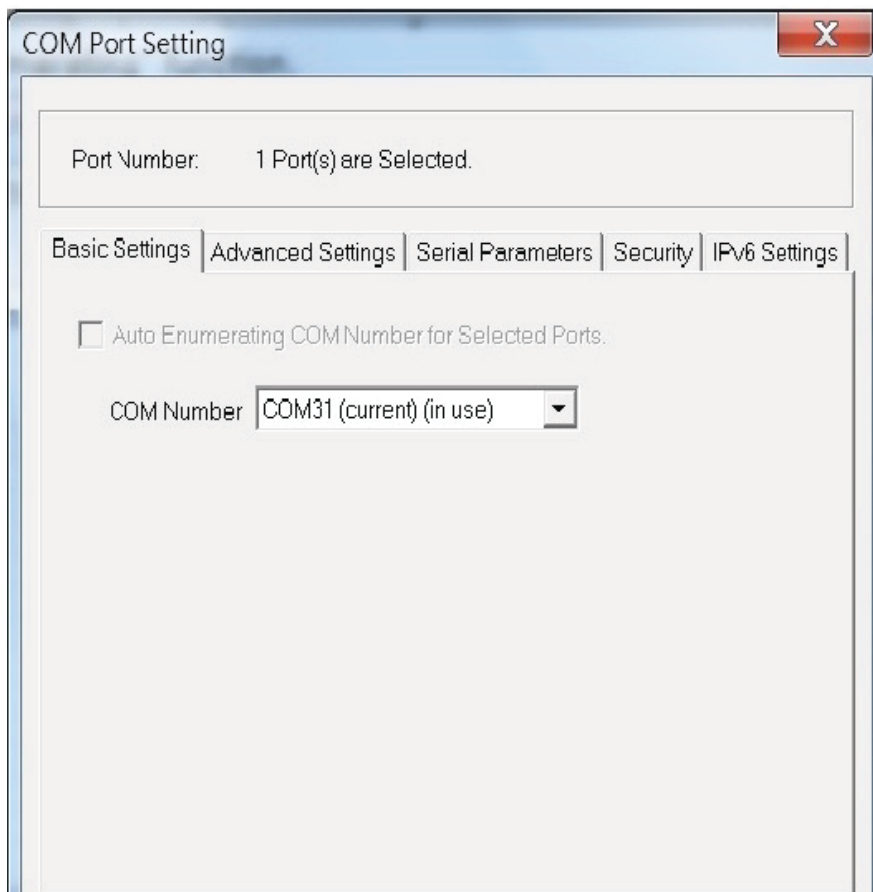 COM Port Setting
X
Port Number: 1 Port(s) are Selected.
Basic Settings Advanced Settings Serial Parameters Security IPv6 Settings
Auto Enumerating COM Number for Selected Ports.
COM Number COM31 (current) (in use)